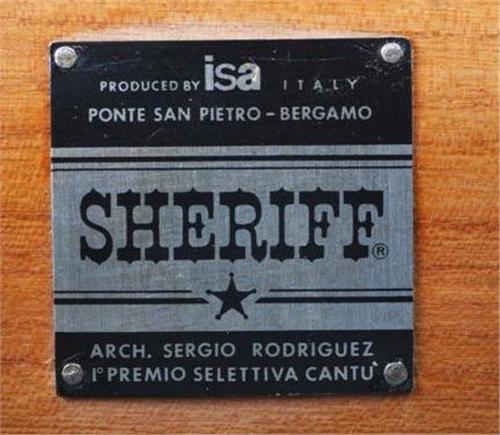 PRODUCED BY isa ITALY
PONTE SAN PIETRO - BERGAMO
SHERIFF®
ARCH. SERGIO RODRIGUEZ
I° PREMIO SELETTIVA CANTU'